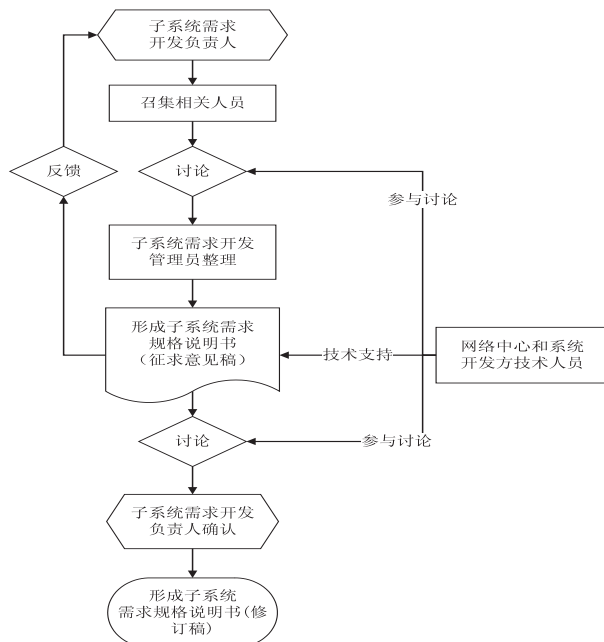 子系统需求
开发负责人
召集相关人员
讨论
反馈
参与讨论
子系统需求开发
管理员整理
形成子系统需求
规格说明书
（征求意见稿）
技术支持
网络中心和系统
开发方技术人员
讨论
参与讨论
子系统需求开发
负责人确认
形成子系统
需求规格说明书(修
订稿)